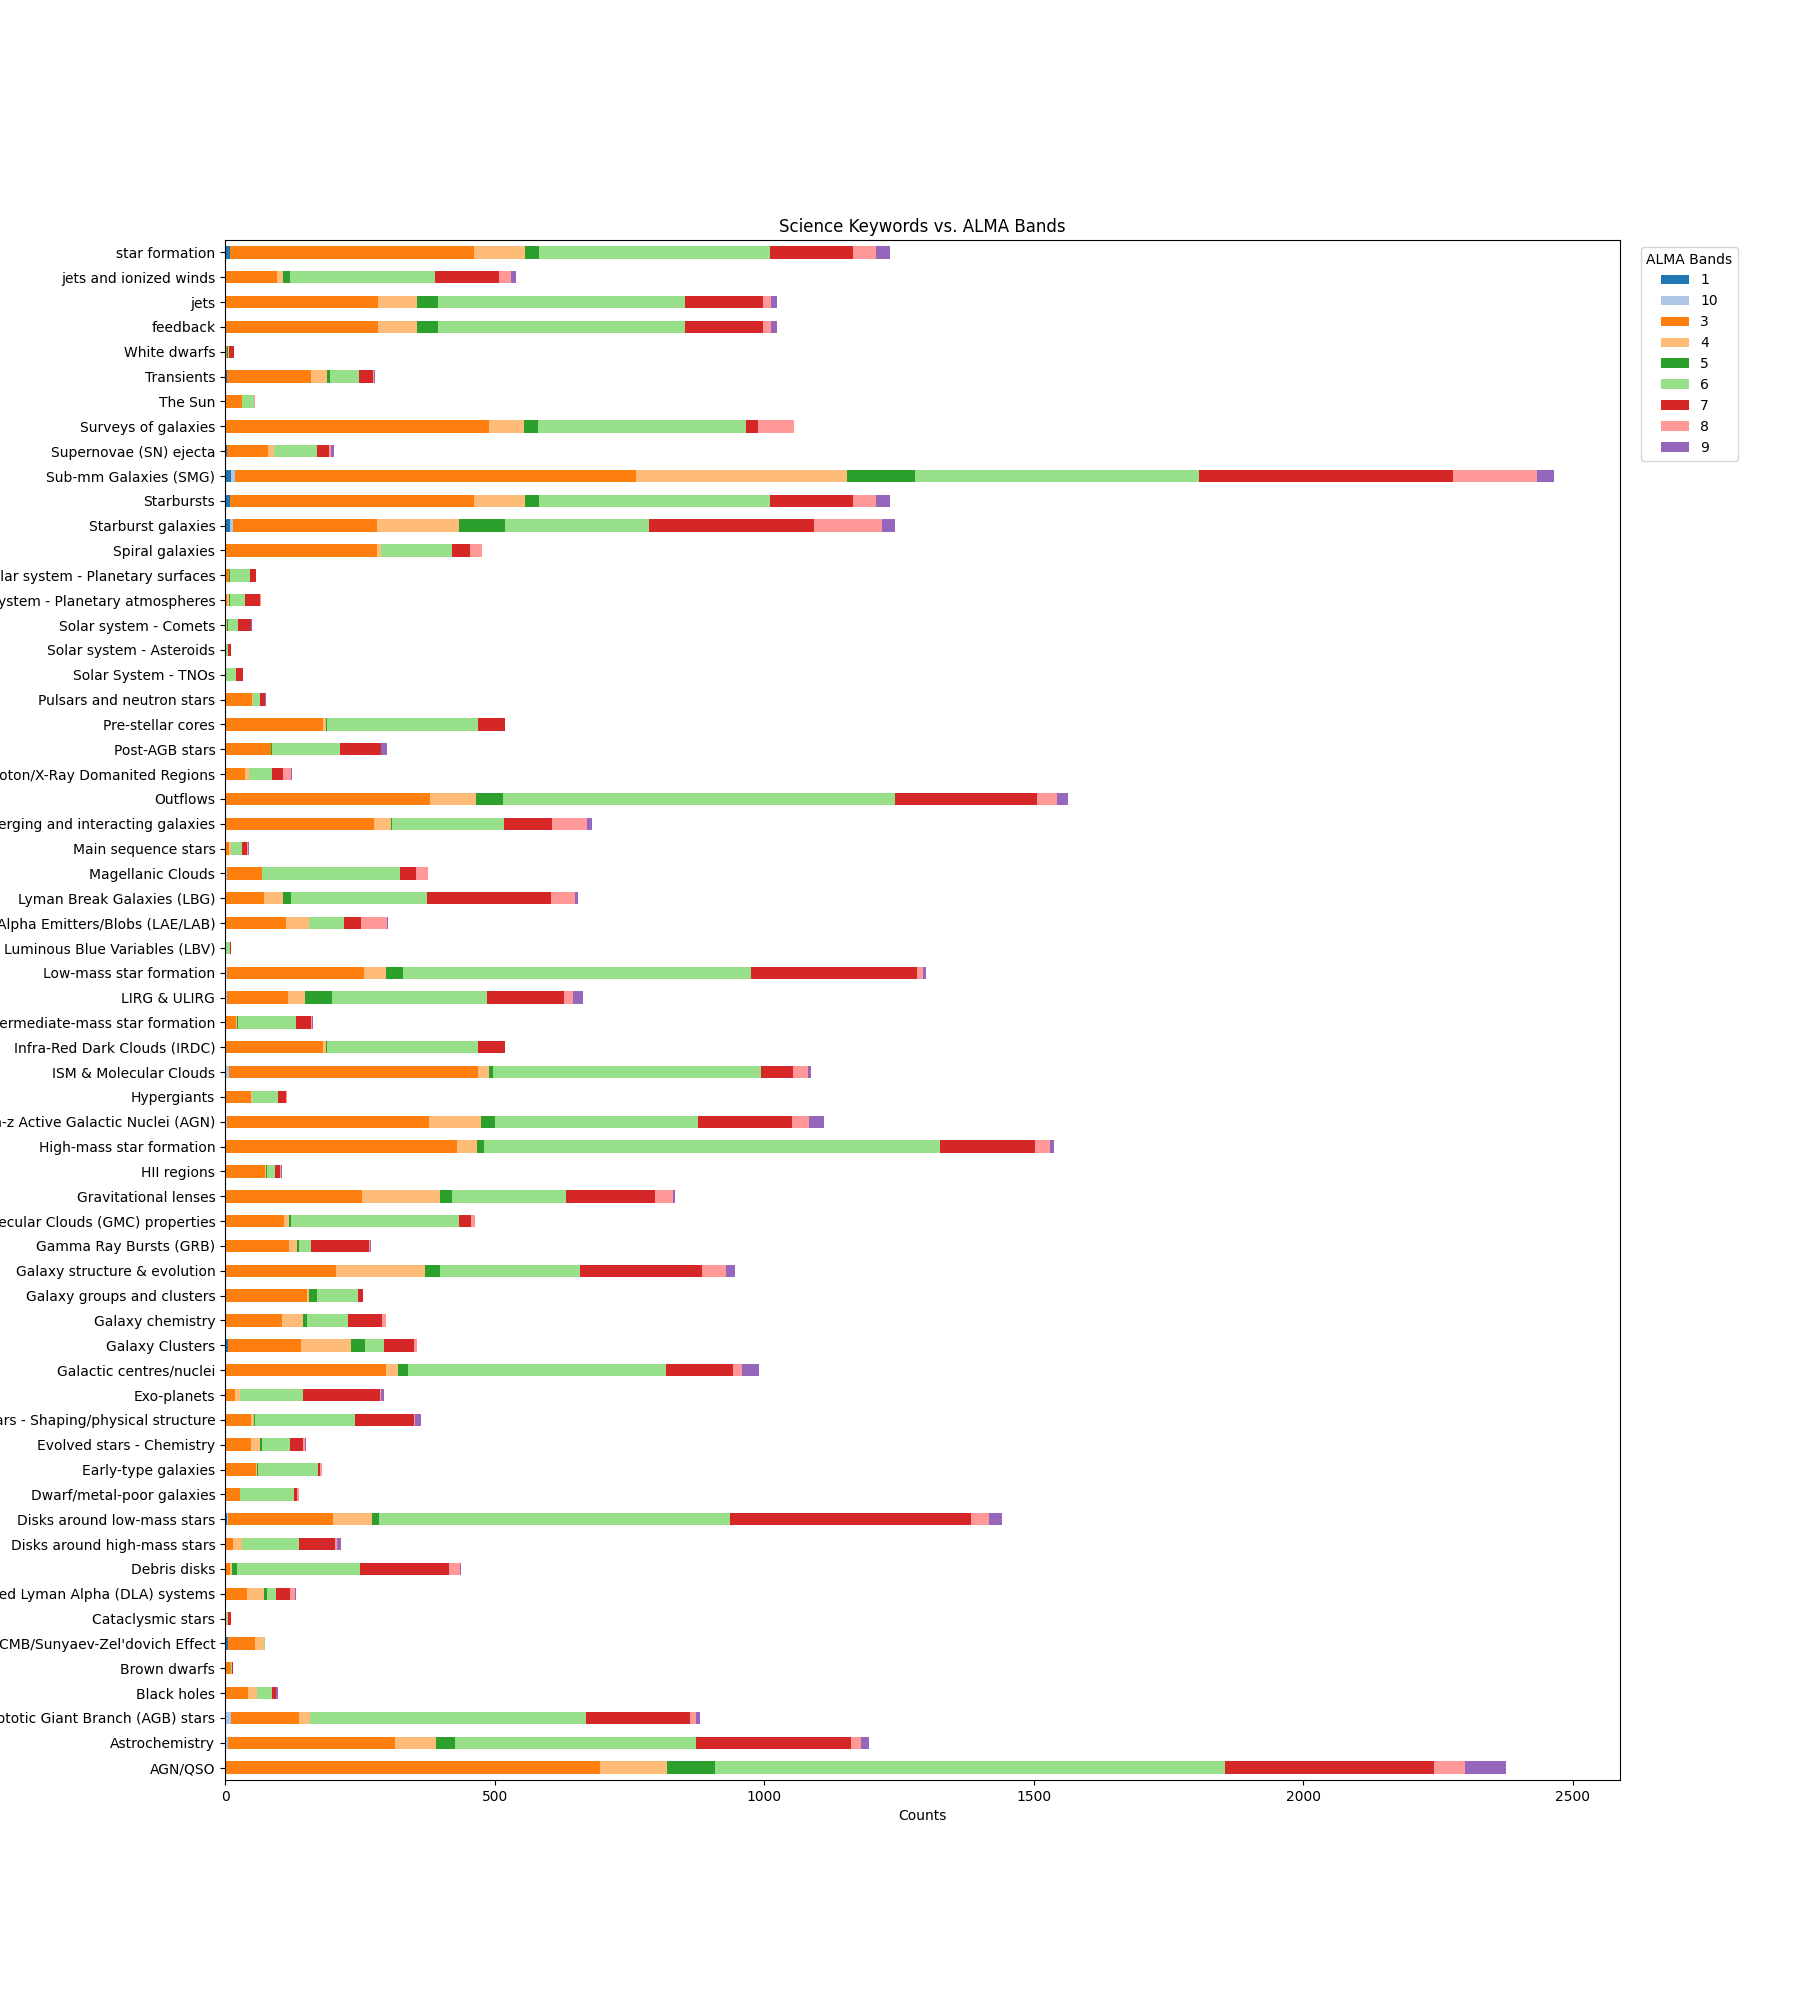 Science Keywords vs. ALMA Bands
star formation
jets and ionized winds
jets
feedback
White dwarfs
Transients
The Sun
Surveys of galaxies
Supernovae (SN) ejecta
Sub-mm Galaxies (SMG)
Starbursts
Starburst galaxies
Spiral galaxies
lar system - Planetary surfaces
ystem - Planetary atmospheres
Solar system - Comets
Solar system - Asteroids
Solar System - TNOs
Pulsars and neutron stars
Pre-stellar cores
Post-AGB stars
oton/X-Ray Domanited Regions
Outflows
erging and interacting galaxies
Main sequence stars
Magellanic Clouds
Lyman Break Galaxies (LBG)
Alpha Emitters/Blobs (LAE/LAB)
Luminous Blue Variables (LBV)
Low-mass star formation
LIRG & ULIRG
ermediate-mass star formation
Infra-Red Dark Clouds (IRDC)
ISM & Molecular Clouds
Hypergiants
-z Active Galactic Nuclei (AGN)
High-mass star formation
HII regions
Gravitational lenses
ecular Clouds (GMC) properties
Gamma Ray Bursts (GRB)
Galaxy structure & evolution
Galaxy groups and clusters
Galaxy chemistry
Galaxy Clusters
Galactic centres/nuclei
Exo-planets
ars - Shaping/physical structure
Evolved stars - Chemistry
Early-type galaxies
Dwarf/metal-poor galaxies
Disks around low-mass stars
Disks around high-mass stars
Debris disks
ed Lyman Alpha (DLA) systems
Cataclysmic stars
CMB/Sunyaev-Zel'dovich Effect
Brown dwarfs
Black holes
ptotic Giant Branch (AGB) stars
Astrochemistry
AGN/QSO
0 500 1000 1500 2000 2500
Counts
ALMA Bands
1
10
3
4
5
6
7
8
9